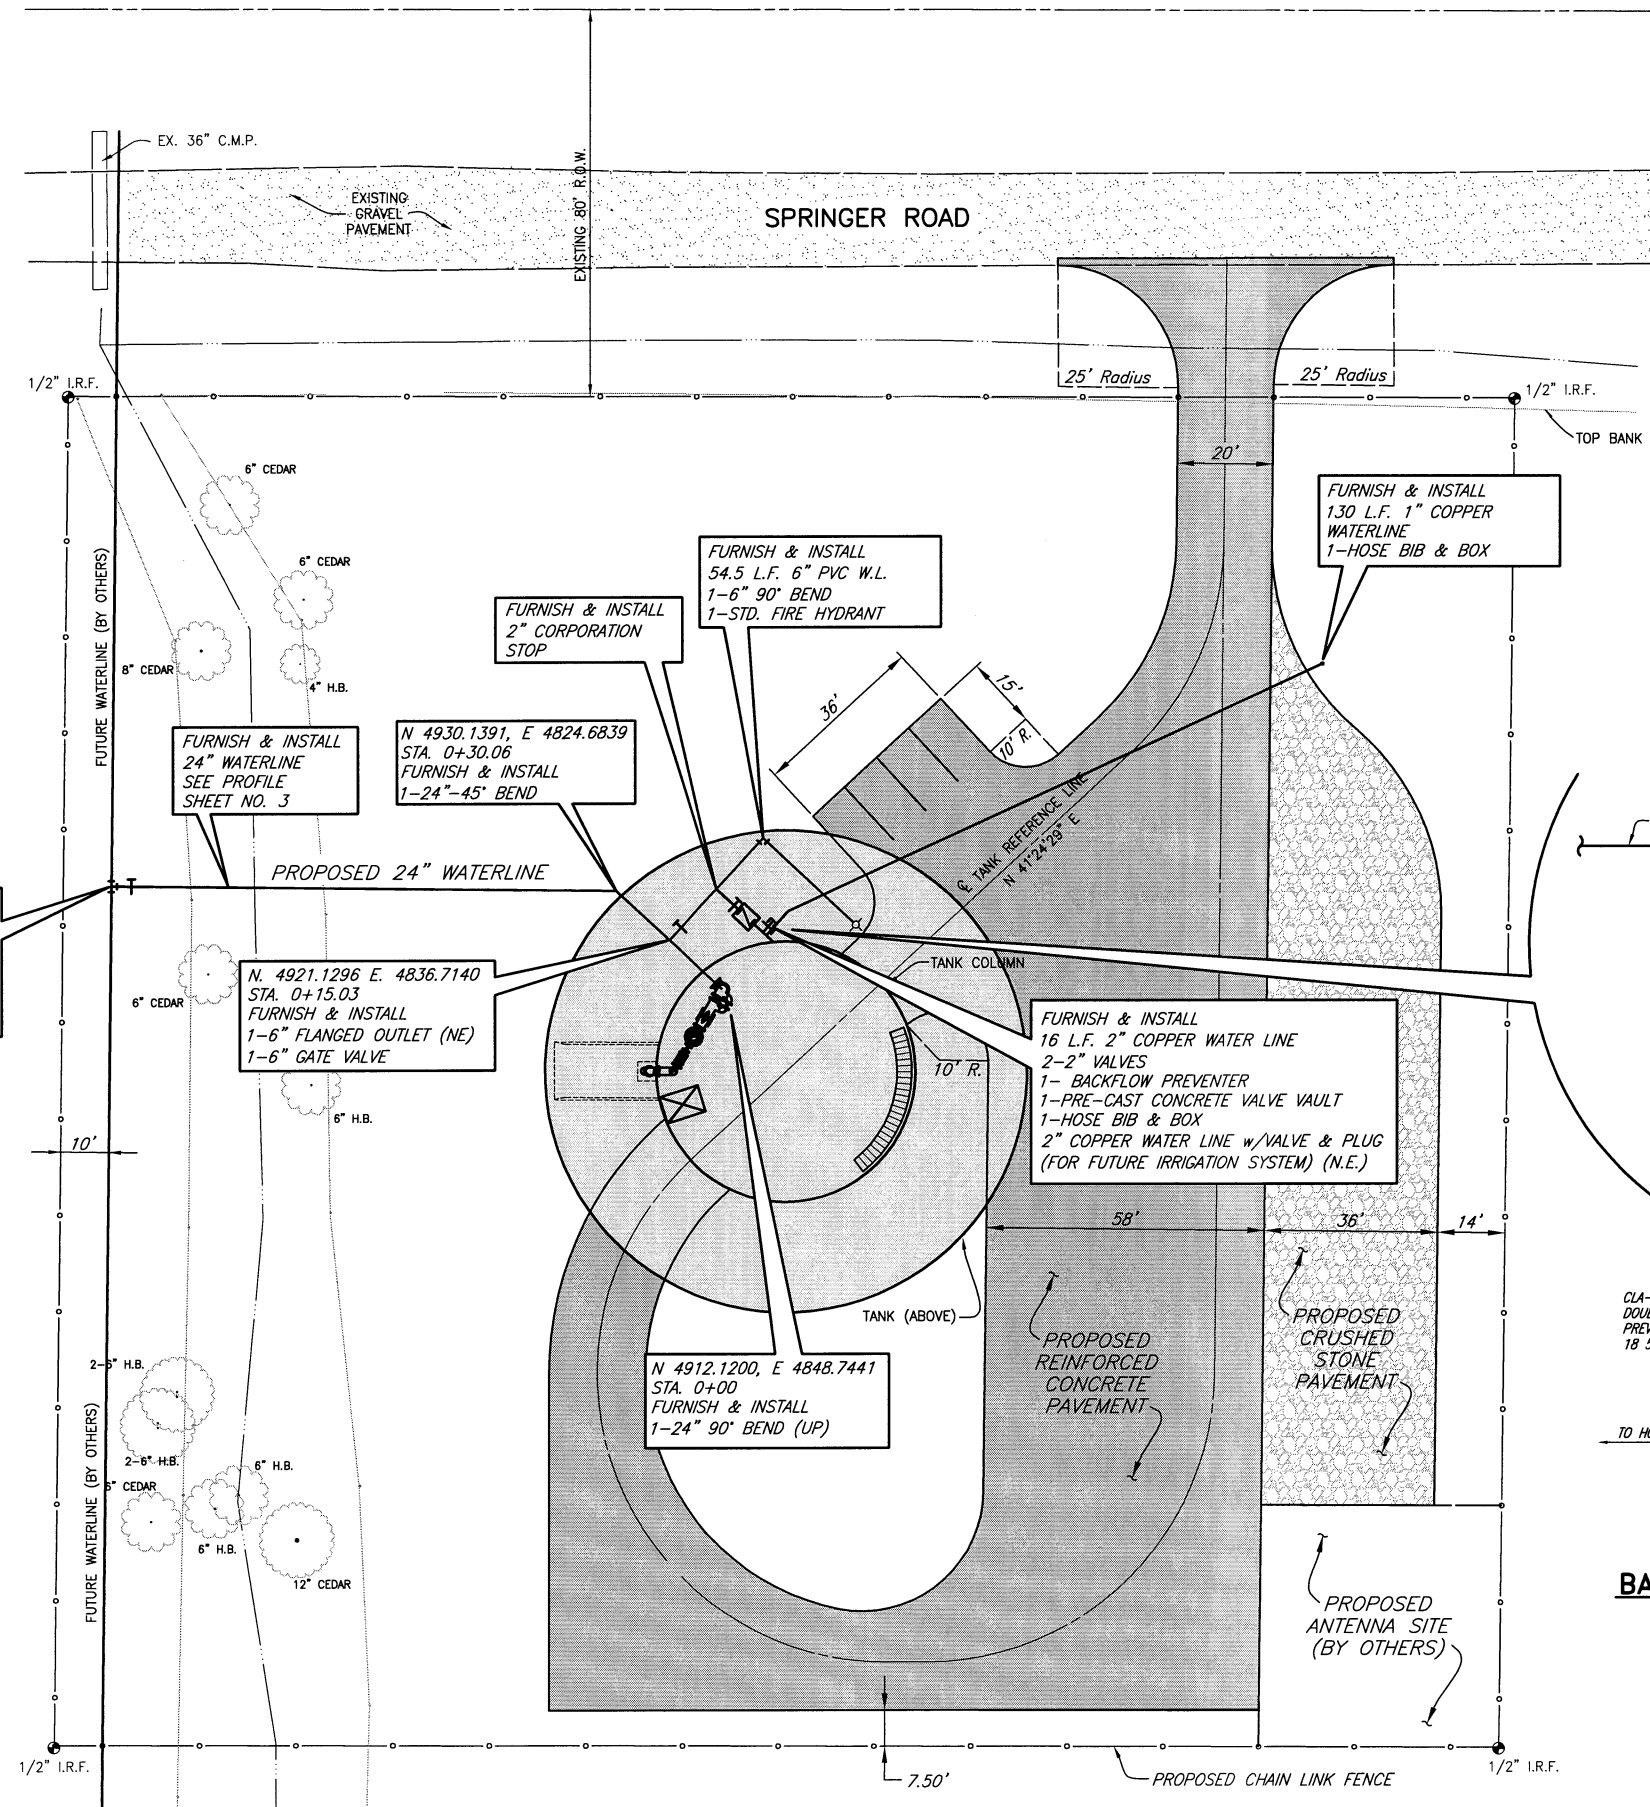 EX. 36" C.M.P.
EXISTING
GRAVEL
PAVEMENT
EXISTING 80' R.O.W.
SPRINGER ROAD
25' Radius
25' Radius
1/2" I.R.F.
1/2" I.R.F.
TOP BANK
20'
6" CEDAR
FURNISH & INSTALL
130 L.F. 1" COPPER
WATERLINE
1-HOSE BIB & BOX
FURNISH & INSTALL
54.5 L.F. 6" PVC W.L.
1-6" 90° BEND
1-STD. FIRE HYDRANT
6" CEDAR
FUTURE WATERLINE (BY OTHERS)
FURNISH & INSTALL
2" CORPORATION
STOP
8" CEDAR
4" H.B.
36'
15'
10' R.
FURNISH & INSTALL
24" WATERLINE
SEE PROFILE
SHEET NO. 3
N 4930.1391, E 4824.6839
STA. 0+30.06
FURNISH & INSTALL
1-24"-45° BEND
℄ TANK REFERENCE LINE
N 41°24'29" E
PROPOSED 24" WATERLINE
TANK COLUMN
N. 4921.1296 E. 4836.7140
STA. 0+15.03
FURNISH & INSTALL
1-6" FLANGED OUTLET (NE)
1-6" GATE VALVE
6" CEDAR
FURNISH & INSTALL
16 L.F. 2" COPPER WATER LINE
2-2" VALVES
1- BACKFLOW PREVENTER
1-PRE-CAST CONCRETE VALVE VAULT
1-HOSE BIB & BOX
2" COPPER WATER LINE w/VALVE & PLUG
(FOR FUTURE IRRIGATION SYSTEM) (N.E.)
10' R.
6" H.B.
10'
58'
36'
14'
TANK (ABOVE)
PROPOSED
REINFORCED
CONCRETE
PAVEMENT
PROPOSED
CRUSHED
STONE
PAVEMENT
CLA-
DOU
PREV
18 5
N 4912.1200, E 4848.7441
STA. 0+00
FURNISH & INSTALL
1-24" 90° BEND (UP)
2-6" H.B.
FUTURE WATERLINE (BY OTHERS)
2-6" H.B.
6" H.B.
6" CEDAR
6" H.B.
12" CEDAR
TO H
BA
PROPOSED
ANTENNA SITE
(BY OTHERS)
1/2" I.R.F.
7.50'
PROPOSED CHAIN LINK FENCE
1/2" I.R.F.